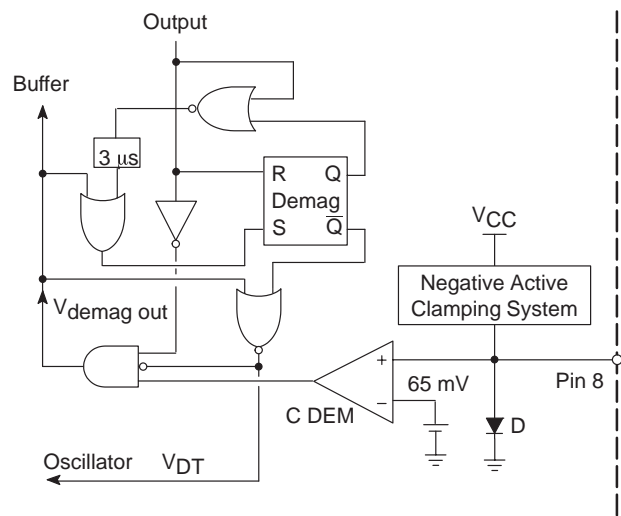 Output
Buffer
3 µs
R Q
Demag
S Q̅
VCC
Negative Active
Clamping System
Vdemag out
+
65 mV
Pin 8
–
C DEM
D
Oscillator
VDT